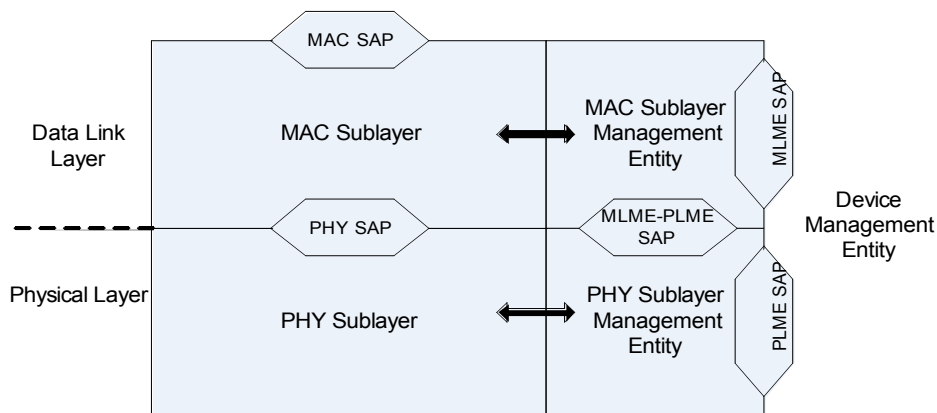 MAC SAP
Data Link
Layer
MAC Sublayer
MAC Sublayer
Management
Entity
MLME SAP
PHY SAP
MLME-PLME
SAP
Device
Management
Entity
Physical Layer
PHY Sublayer
PHY Sublayer
Management
Entity
PLME SAP